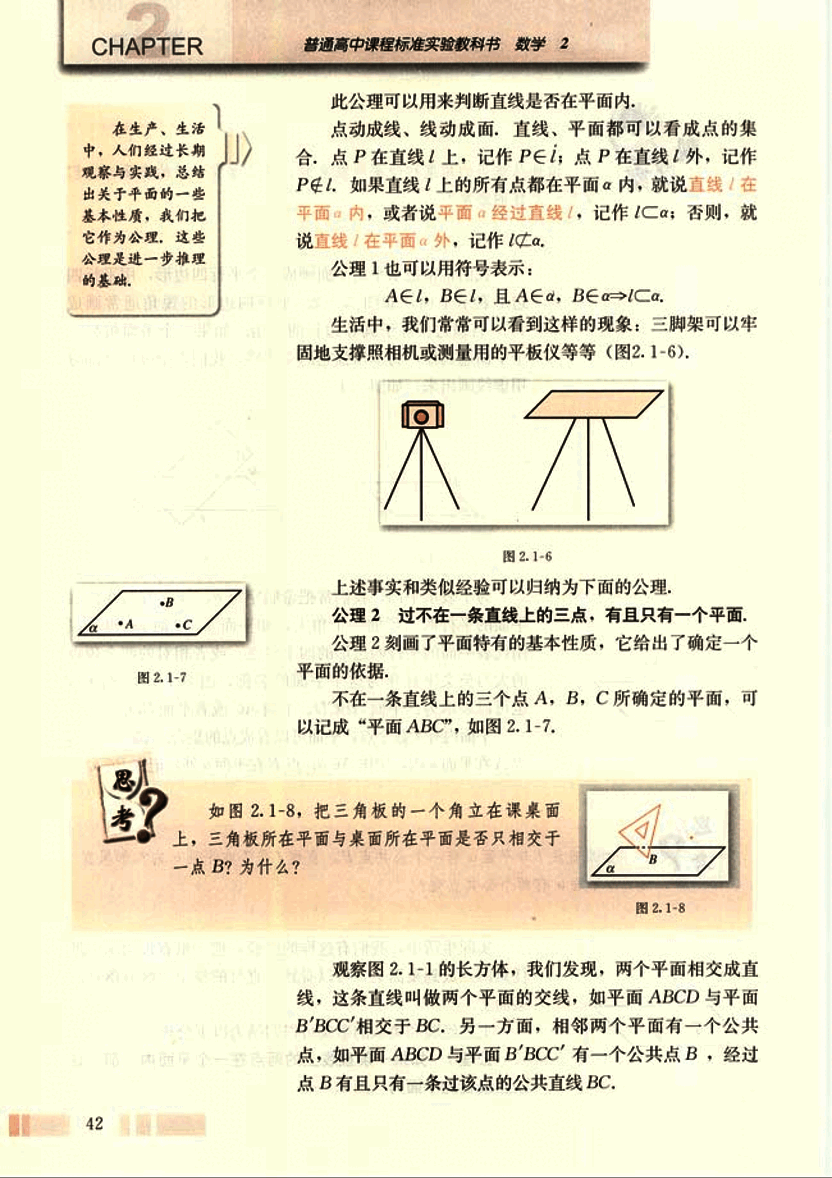 2
CHAPTER
普通高中课程标准实验教科书 数学 2
在生产、生活
中，人们经过长期
观察与实践，总结
出关于平面的一些
基本性质，我们把
它作为公理．这些
公理是进一步推理
的基础．
此公理可以用来判断直线是否在平面内．
点动成线、线动成面．直线、平面都可以看成点的集
合．点 P 在直线 l 上，记作 P∈l；点 P 在直线 l 外，记作
P∉l．如果直线 l 上的所有点都在平面 α 内，就说直线 l 在
平面 α 内，或者说平面 α 经过直线 l，记作 l⊂α；否则，就
说直线 l 在平面 α 外，记作 l⊄α．
公理 1 也可以用符号表示：
A∈l，B∈l，且 A∈α，B∈α⇒l⊂α．
生活中，我们常常可以看到这样的现象：三脚架可以牢
固地支撑照相机或测量用的平板仪等等（图2.1-6）．
图 2.1-6
上述事实和类似经验可以归纳为下面的公理．
公理 2 过不在一条直线上的三点，有且只有一个平面．
公理 2 刻画了平面特有的基本性质，它给出了确定一个
平面的依据．
不在一条直线上的三个点 A，B，C 所确定的平面，可
以记成“平面 ABC”，如图 2.1-7．
B
α A C
图 2.1-7
思考？
如图 2.1-8，把三角板的一个角立在课桌面
上，三角板所在平面与桌面所在平面是否只相交于
一点 B？为什么？
α B
图 2.1-8
观察图 2.1-1 的长方体，我们发现，两个平面相交成直
线，这条直线叫做两个平面的交线，如平面 ABCD 与平面
B′BCC′相交于 BC．另一方面，相邻两个平面有一个公共
点，如平面 ABCD 与平面 B′BCC′ 有一个公共点 B ，经过
点 B 有且只有一条过该点的公共直线 BC．
42